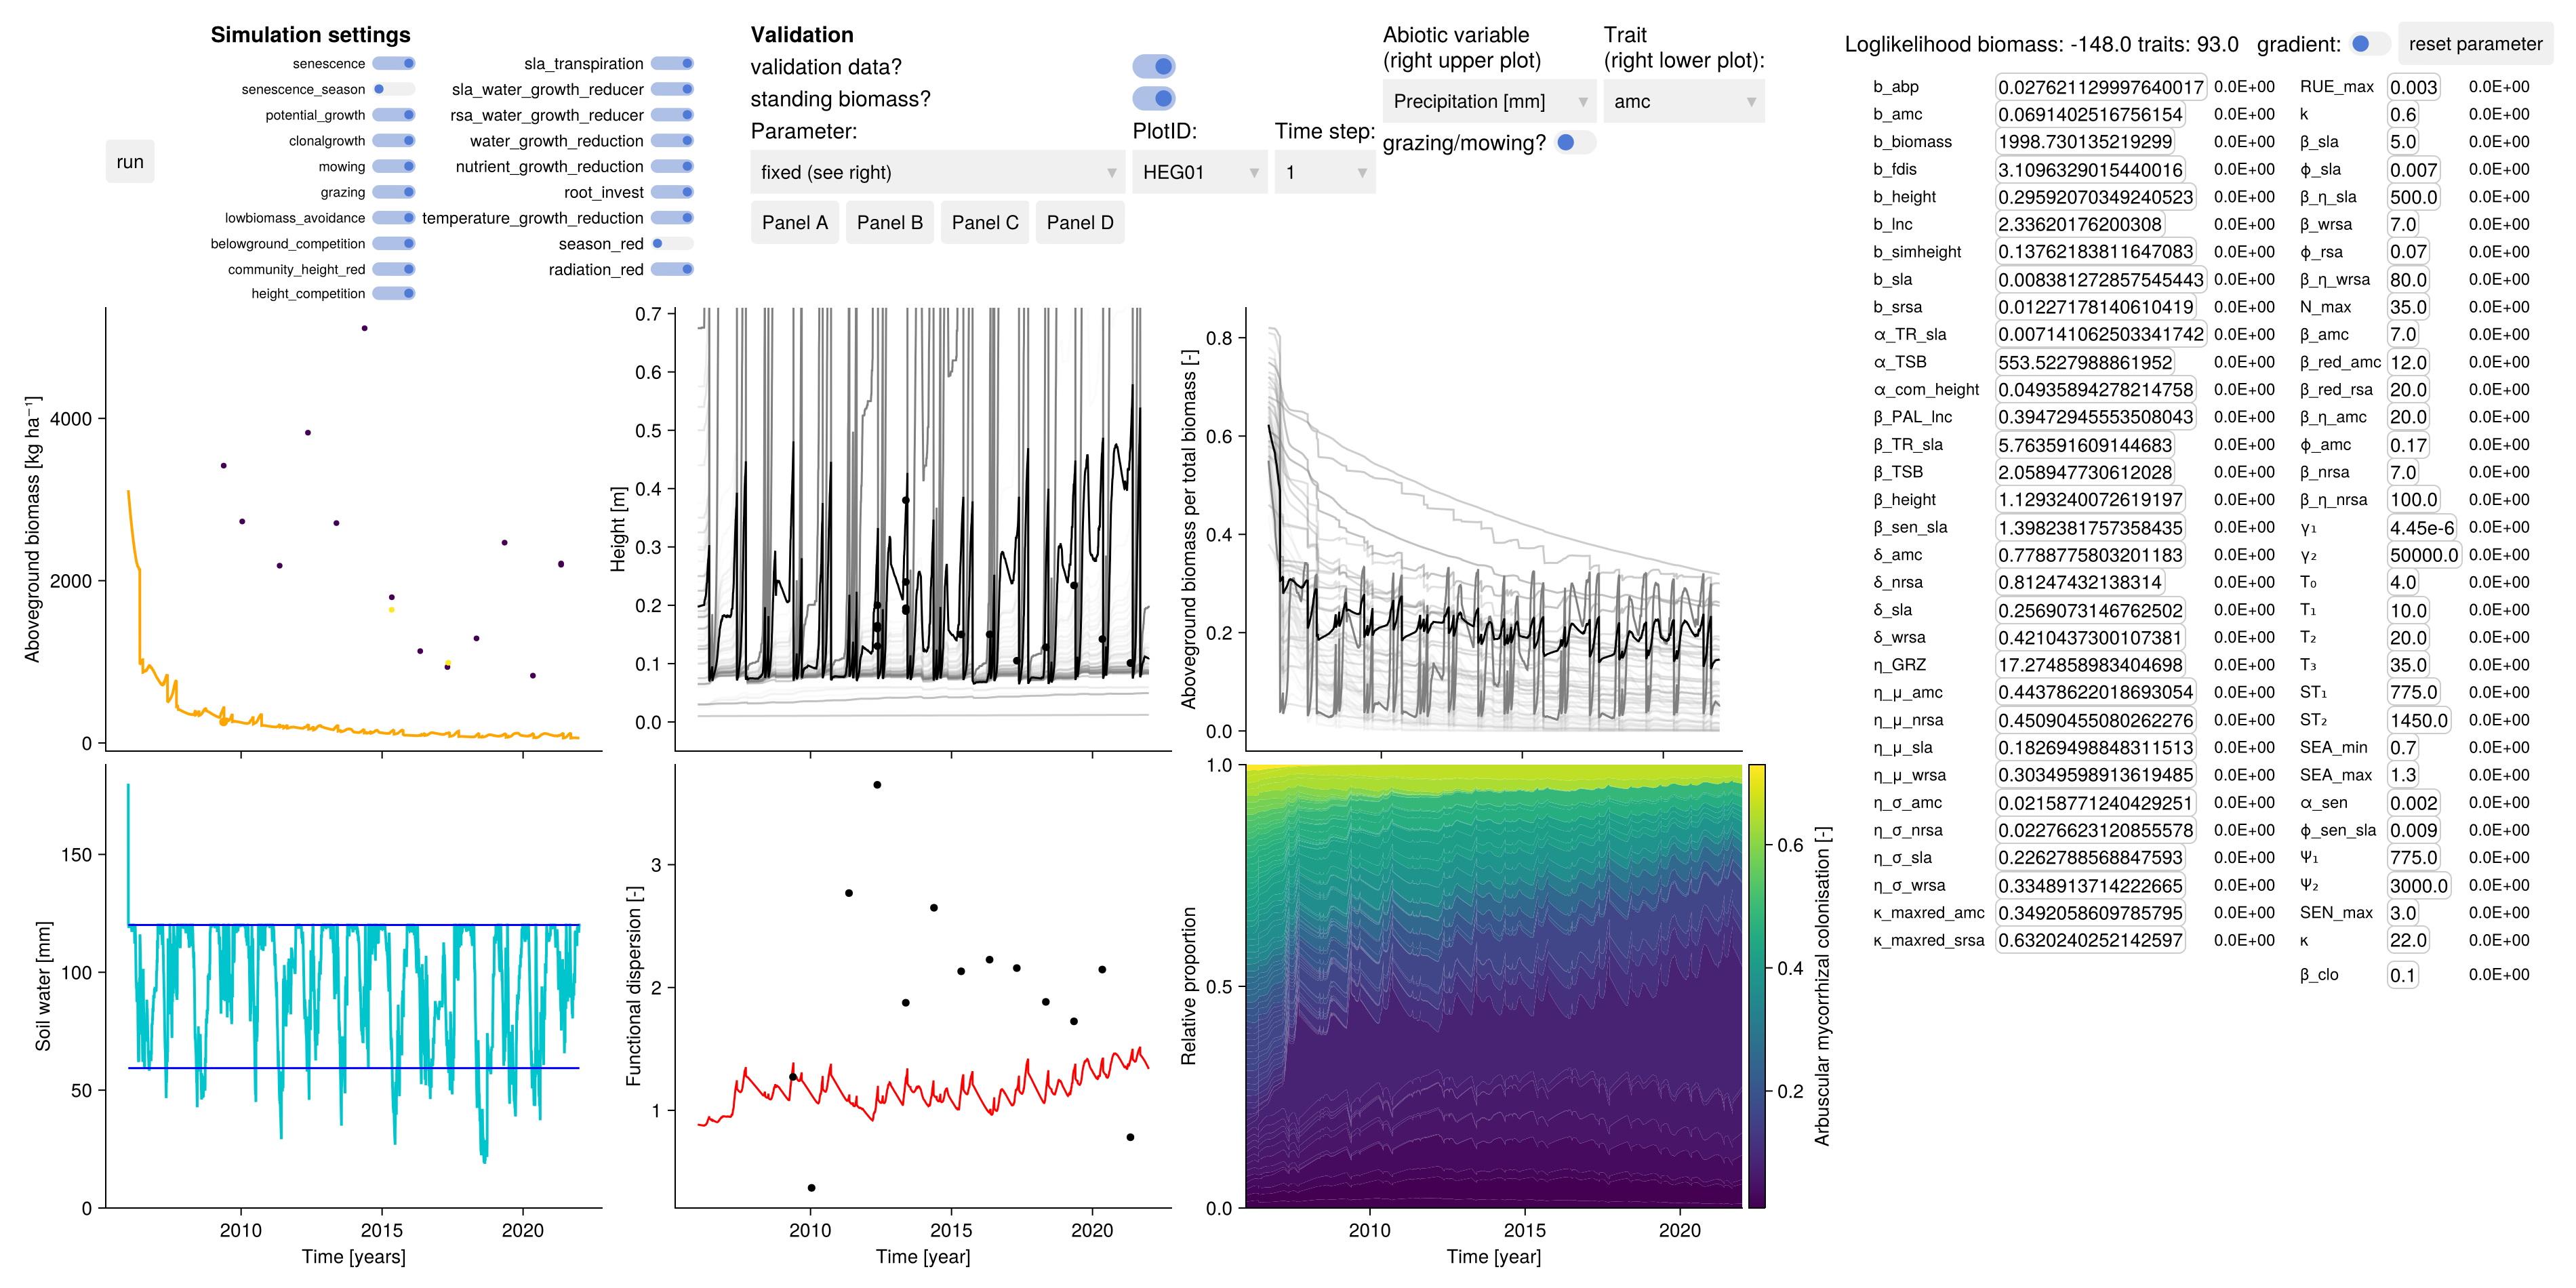 Simulation settings
senescence
senescence_season
potential_growth
clonalgrowth
mowing
grazing
lowbiomass_avoidance
belowground_competition
community_height_red
height_competition
sla_transpiration
sla_water_growth_reducer
rsa_water_growth_reducer
water_growth_reduction
nutrient_growth_reduction
root_invest
temperature_growth_reduction
season_red
radiation_red
run
Validation
validation data?
standing biomass?
Parameter:
fixed (see right)
PlotID:
HEG01
Time step:
1
Panel A
Panel B
Panel C
Panel D
Abiotic variable
(right upper plot)
Precipitation [mm]
grazing/mowing?
Trait
(right lower plot):
amc
Loglikelihood biomass: -148.0 traits: 93.0 gradient: reset parameter
b_abp 0.027621129997640017 0.0E+00 RUE_max 0.003 0.0E+00
b_amc 0.0691402516756154 0.0E+00 k 0.6 0.0E+00
b_biomass 1998.730135219299 0.0E+00 β_sla 5.0 0.0E+00
b_fdis 3.1096329015440016 0.0E+00 ϕ_sla 0.007 0.0E+00
b_height 0.29592070349240523 0.0E+00 β_η_sla 500.0 0.0E+00
b_lnc 2.33620176200308 0.0E+00 β_wrsa 7.0 0.0E+00
b_simheight 0.13762183811647083 0.0E+00 ϕ_rsa 0.07 0.0E+00
b_sla 0.008381272857545443 0.0E+00 β_η_wrsa 80.0 0.0E+00
b_srsa 0.01227178140610419 0.0E+00 N_max 35.0 0.0E+00
α_TR_sla 0.007141062503341742 0.0E+00 β_amc 7.0 0.0E+00
α_TSB 553.5227988861952 0.0E+00 β_red_amc 12.0 0.0E+00
α_com_height 0.04935894278214758 0.0E+00 β_red_rsa 20.0 0.0E+00
β_PAL_lnc 0.39472945553508043 0.0E+00 β_η_amc 20.0 0.0E+00
β_TR_sla 5.763591609144683 0.0E+00 ϕ_amc 0.17 0.0E+00
β_TSB 2.0589477730612028 0.0E+00 β_nrsa 7.0 0.0E+00
β_height 1.1293240072619197 0.0E+00 β_η_nrsa 100.0 0.0E+00
β_sen_sla 1.3982381757358435 0.0E+00 γ₁ 4.45e-6 0.0E+00
δ_amc 0.7788775803201183 0.0E+00 γ₂ 50000.0 0.0E+00
δ_nrsa 0.81247432138314 0.0E+00 T₀ 4.0 0.0E+00
δ_sla 0.2569073146762502 0.0E+00 T₁ 10.0 0.0E+00
δ_wrsa 0.4210437300107381 0.0E+00 T₂ 20.0 0.0E+00
η_GRZ 17.274858983404698 0.0E+00 T₃ 35.0 0.0E+00
η_μ_amc 0.44378622018693054 0.0E+00 ST₁ 775.0 0.0E+00
η_μ_nrsa 0.45090455080262276 0.0E+00 ST₂ 1450.0 0.0E+00
η_μ_sla 0.18269498848311513 0.0E+00 SEA_min 0.7 0.0E+00
η_μ_wrsa 0.30349598913619485 0.0E+00 SEA_max 1.3 0.0E+00
η_σ_amc 0.02158771240429251 0.0E+00 α_sen 0.002 0.0E+00
η_σ_nrsa 0.02276623120855578 0.0E+00 ϕ_sen_sla 0.009 0.0E+00
η_σ_sla 0.2262788568847593 0.0E+00 Ψ₁ 775.0 0.0E+00
η_σ_wrsa 0.3348913714222665 0.0E+00 Ψ₂ 3000.0 0.0E+00
κ_maxred_amc 0.3492058609785795 0.0E+00 SEN_max 3.0 0.0E+00
κ_maxred_srsa 0.6320240252142597 0.0E+00 κ 22.0 0.0E+00
β_clo 0.1 0.0E+00
Aboveground biomass [kg ha⁻¹]
4000
2000
0
Height [m]
0.7
0.6
0.5
0.4
0.3
0.2
0.1
0.0
Aboveground biomass per total biomass [-]
0.8
0.6
0.4
0.2
0.0
Soil water [mm]
150
100
50
0
2010 2015 2020
Time [years]
Functional dispersion [-]
3
2
1
2010 2015 2020
Time [year]
Relative proportion
1.0
0.5
0.0
2010 2015 2020
Time [year]
0.6
0.4
0.2
Arbuscular mycorrhizal colonisation [-]